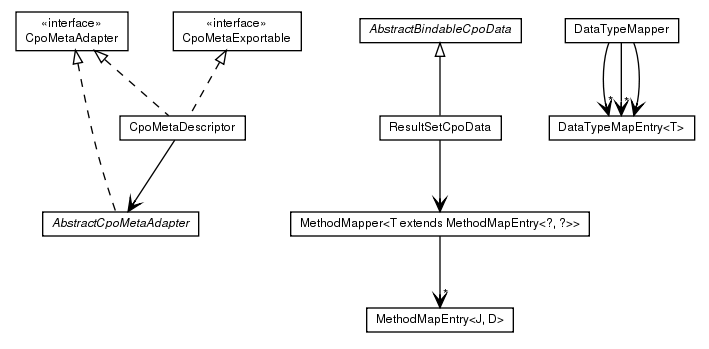 «interface»
CpoMetaAdapter
«interface»
CpoMetaExportable
AbstractBindableCpoData
DataTypeMapper
CpoMetaDescriptor
ResultSetCpoData
* *
DataTypeMapEntry<T>
AbstractCpoMetaAdapter
MethodMapper<T extends MethodMapEntry<?, ?>>
*
MethodMapEntry<J, D>